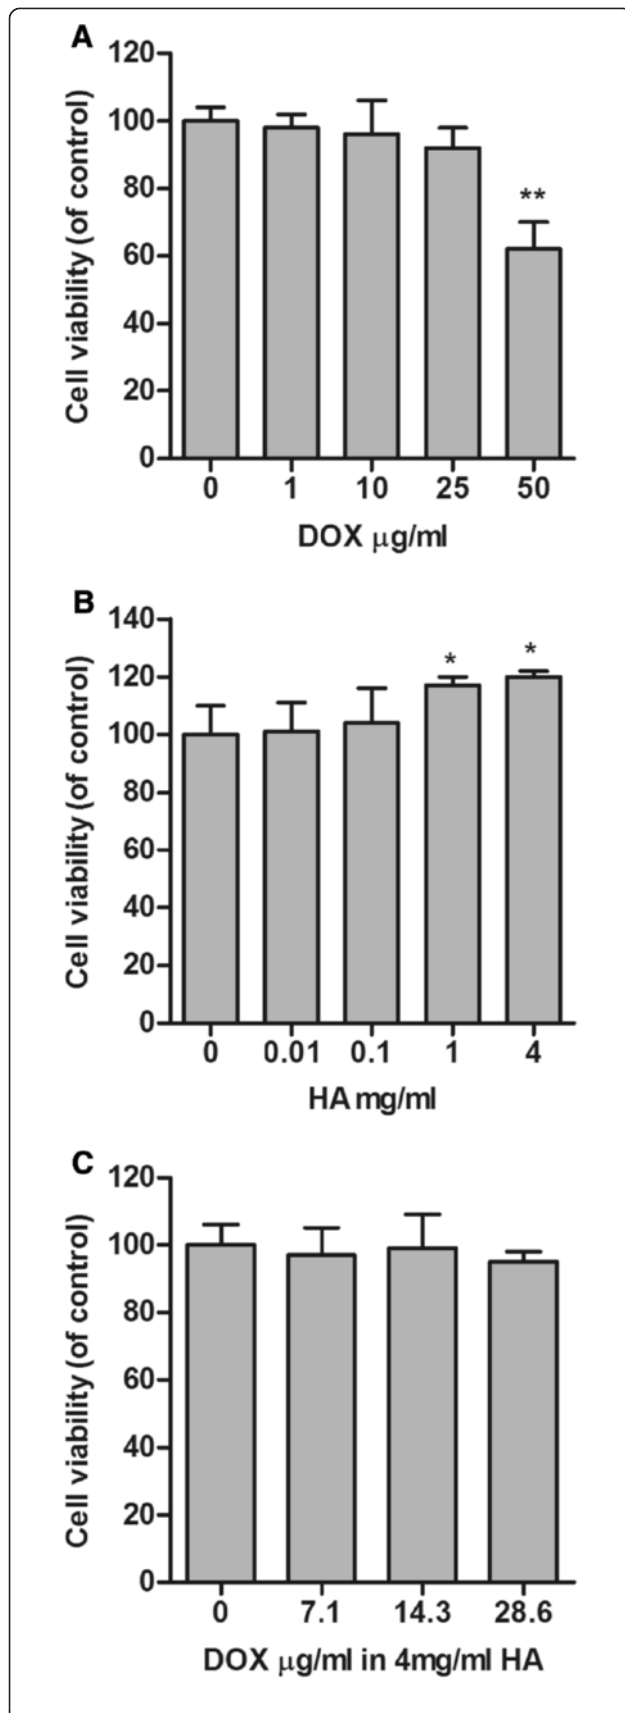 A
Cell viability (of control)
120
100
80
60
40
20
0
**
0 1 10 25 50
DOX μg/ml
B
Cell viability (of control)
140
120
100
80
60
40
20
0
* *
0 0.01 0.1 1 4
HA mg/ml
C
Cell viability (of control)
120
100
80
60
40
20
0
0 7.1 14.3 28.6
DOX μg/ml in 4mg/ml HA